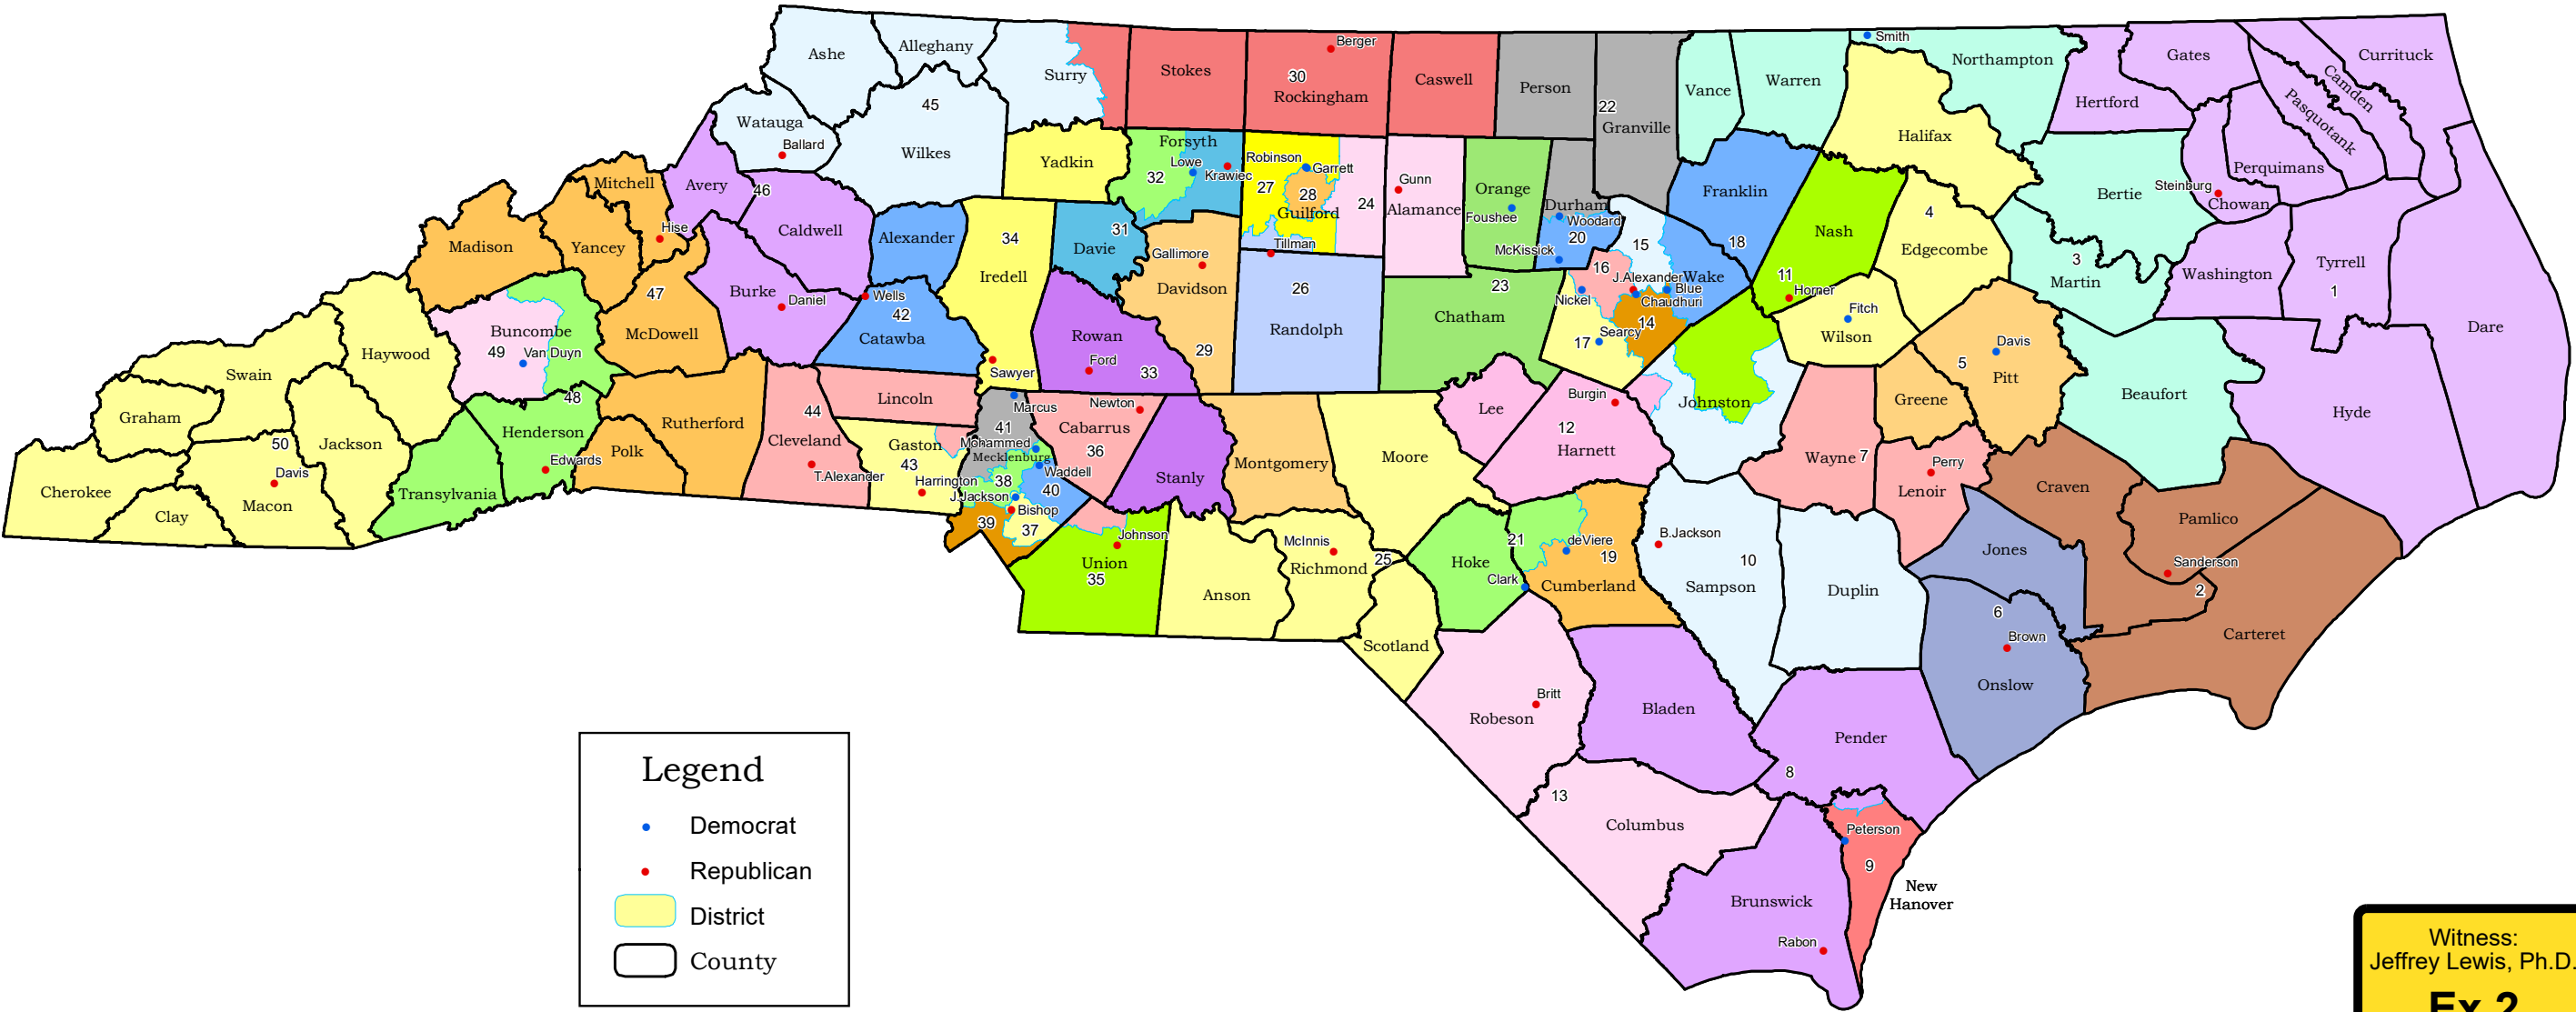 Ashe
Alleghany
Surry
Stokes
Berger
30
Rockingham
Caswell
Person
22
Granville
Vance
Warren
Smith
Northampton
Gates
Camden
Currituck
Pasquotank
Hertford
Perquimans
45
Watauga
Ballard
Wilkes
Yadkin
Forsyth
Lowe
32
Krawiec
Robinson
Garrett
27
28
Guilford
24
Gunn
Alamance
Orange
Foushee
Durham
Woodard
20
McKissick
Franklin
18
Halifax
Bertie
Steinburg
Chowan
Mitchell
Avery
46
Hise
Caldwell
Alexander
34
Iredell
31
Davie
Gallimore
Davidson
29
Tillman
26
Randolph
23
Chatham
15
16
J.Alexander
Wake
Blue
Nickel
Chaudhuri
14
Searcy
17
Nash
11
Horner
4
Edgecombe
Fitch
Wilson
3
Martin
Washington
Tyrrell
1
Dare
Madison
Yancey
47
McDowell
Burke
Daniel
Wells
42
Catawba
Sawyer
Rowan
Ford
33
Buncombe
49
Van Duyn
Haywood
Swain
Graham
48
Henderson
Edwards
Rutherford
Polk
50
Jackson
Davis
Macon
Cherokee
Clay
Transylvania
44
Cleveland
T.Alexander
Lincoln
Gaston
43
Harrington
Marcus
41
Mohammed
Mecklenburg
Waddell
38
40
J.Jackson
Bishop
39
37
Newton
Cabarrus
36
Stanly
Montgomery
Moore
Lee
Burgin
12
Harnett
Johnston
Wayne
7
Greene
5
Davis
Pitt
Beaufort
Hyde
Perry
Lenoir
Craven
Pamlico
Sanderson
2
Carteret
Jones
6
Brown
Onslow
Johnson
Union
35
Anson
McInnis
Richmond
25
Scotland
Hoke
21
Clark
deViere
19
Cumberland
B.Jackson
10
Sampson
Duplin
Britt
Robeson
Bladen
Pender
8
13
Columbus
Peterson
9
New
Hanover
Brunswick
Rabon
Legend
Democrat
Republican
District
County
Witness:
Jeffrey Lewis, Ph.D.
Ex 2